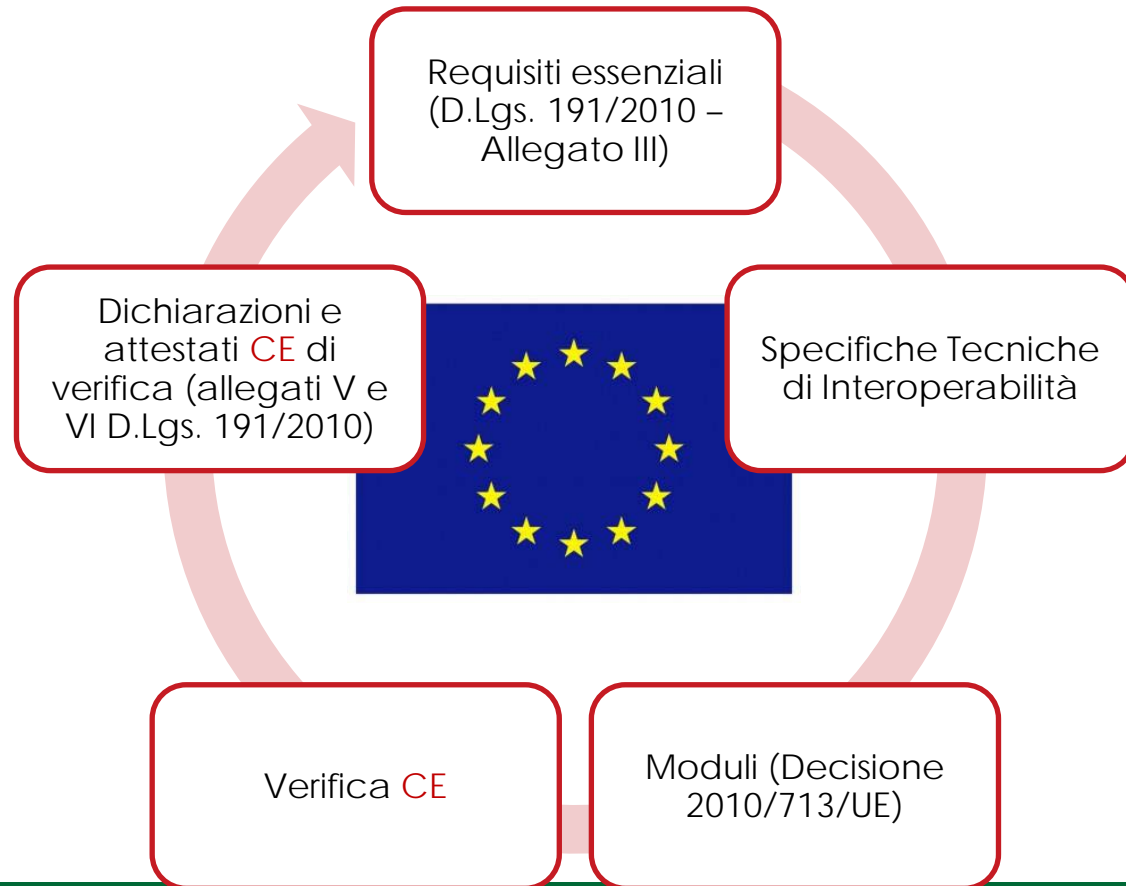 Requisiti essenziali
(D.Lgs. 191/2010 –
Allegato III)
Specifiche Tecniche
di Interoperabilità
Moduli (Decisione
2010/713/UE)
Verifica CE
Dichiarazioni e
attestati CE di
verifica (allegati V e
VI D.Lgs. 191/2010)